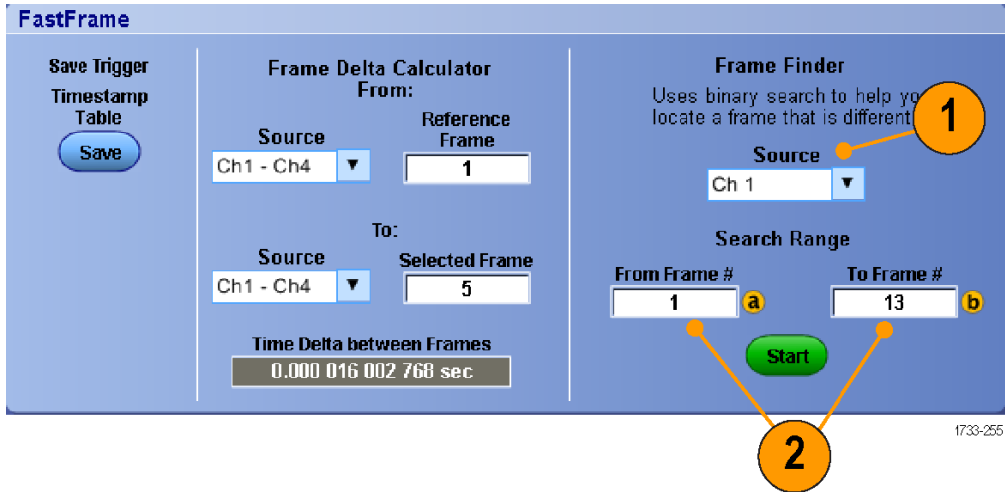 FastFrame
Save Trigger
Timestamp
Table
Save
Frame Delta Calculator
From:
Source
Reference
Frame
Ch1 - Ch4
1
To:
Source
Selected Frame
Ch1 - Ch4
5
Time Delta between Frames
0.000 016 002 768 sec
Frame Finder
Uses binary search to help
locate a frame that is different
1
Source
Ch 1
Search Range
From Frame #
To Frame #
1
a
13
b
Start
2
1733-255